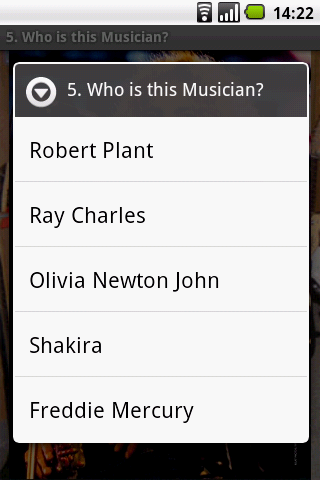 14:22
5. Who is this Musician?
5. Who is this Musician?
Robert Plant
Ray Charles
Olivia Newton John
Shakira
Freddie Mercury